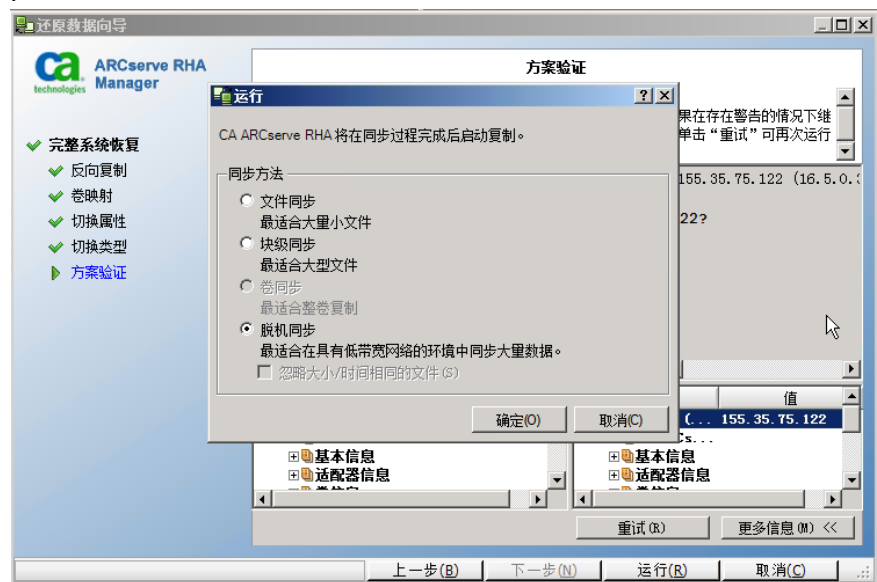 还原数据向导
ca
technologies
ARCserve RHA
Manager
完整系统恢复
反向复制
卷映射
切换属性
切换类型
方案验证
方案验证
果在存在警告的情况下继
单击“重试”可再次运行
155.35.75.122 (16.5.0.
22?
运行
CA ARCserve RHA 将在同步过程完成后启动复制。
同步方法
文件同步
最适合大量小文件
块级同步
最适合大型文件
卷同步
最适合整卷复制
脱机同步
最适合在具有低带宽网络的环境中同步大量数据。
忽略大小/时间相同的文件(S)
确定(O)
取消(C)
值
(... 155.35.75.122
基本信息
适配器信息
基本信息
适配器信息
重试(R)
更多信息(M) <<
上一步(B)
下一步(N)
运行(R)
取消(C)